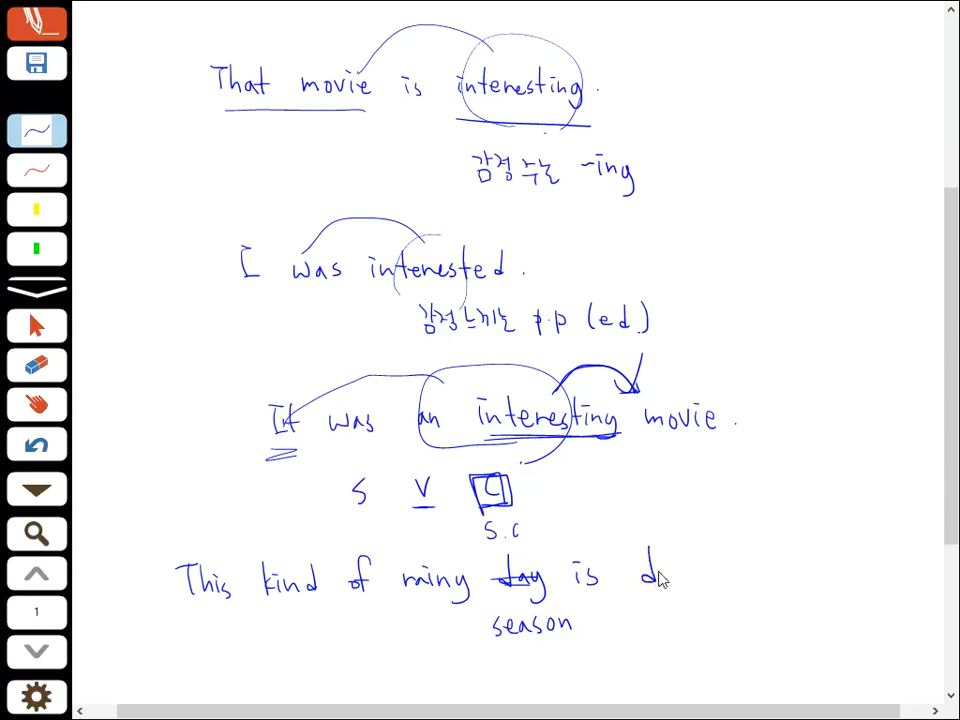 That movie is interesting.
감정 주는 -ing
I was interested.
감정 느끼는 p.p (ed.)
It was an interesting movie.
S V C
S.C
This kind of rainy day is d
season
1